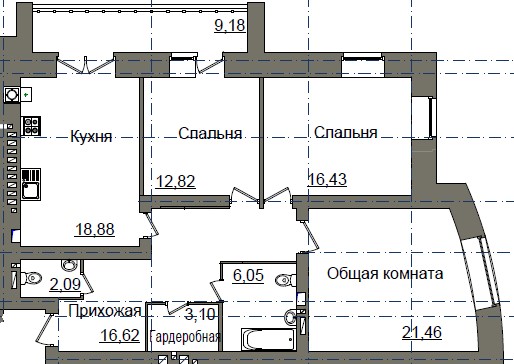 9,18
Кухня
Спальня
Спальня
12,82
16,43
18,88
2,09
6,05
Общая комната
Прихожая
3,10
16,62
Гардеробная
21,46